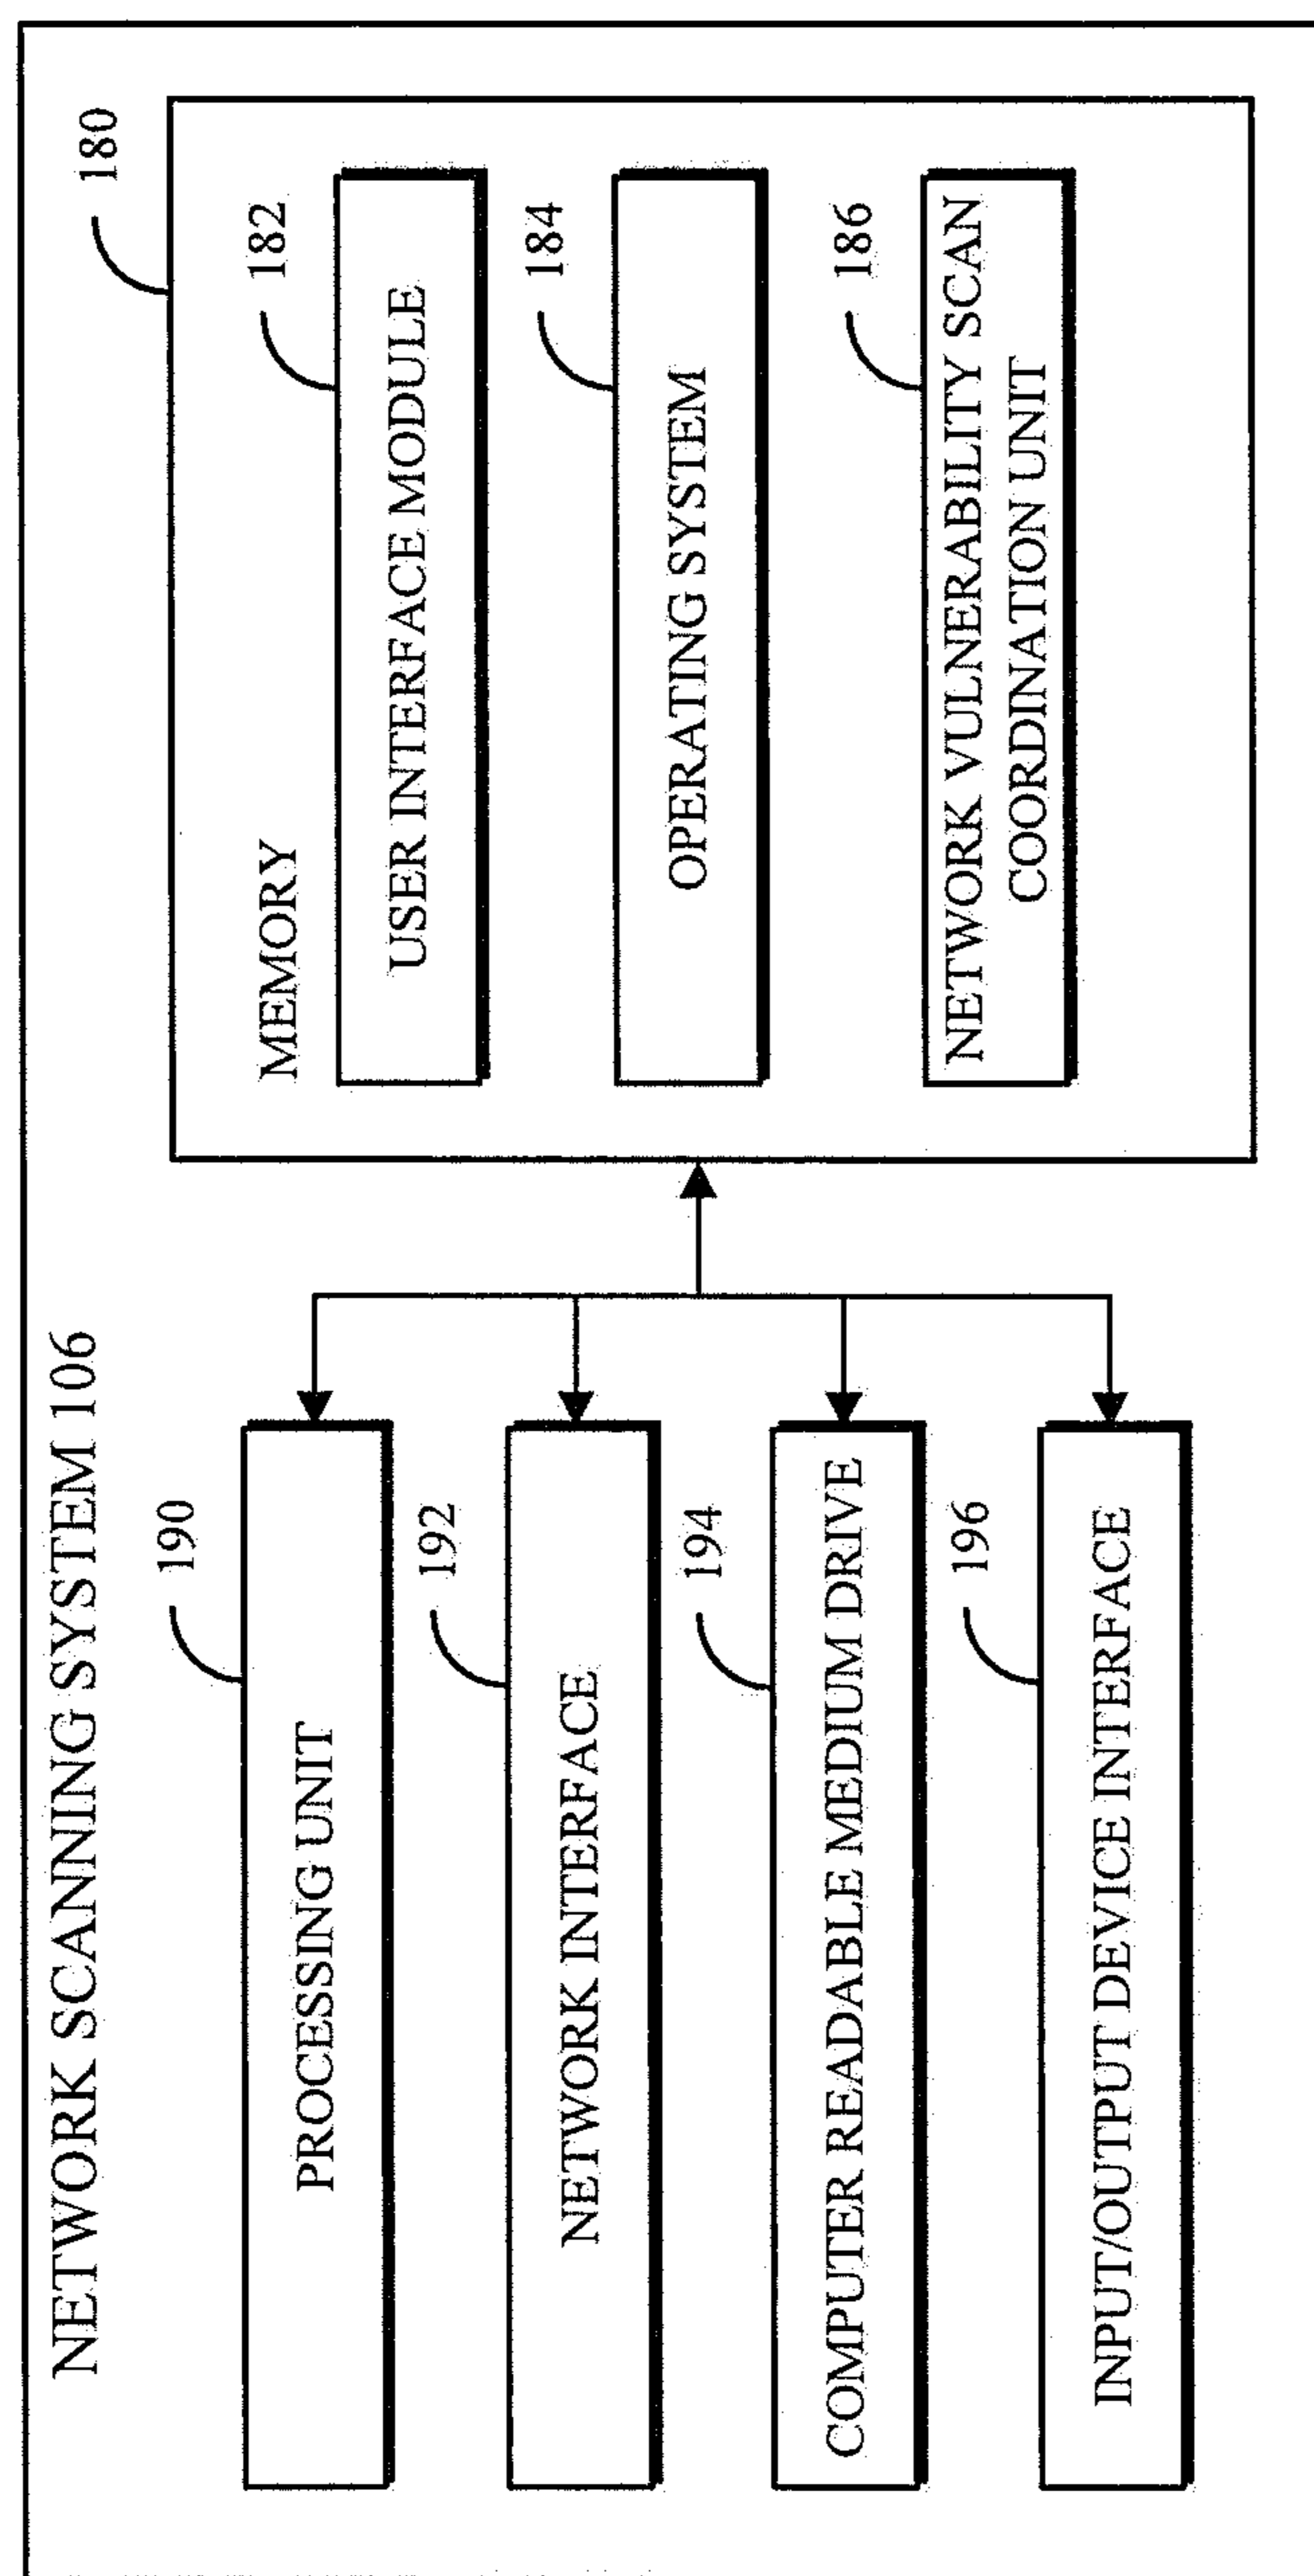 NETWORK SCANNING SYSTEM 106
190
PROCESSING UNIT
192
NETWORK INTERFACE
194
COMPUTER READABLE MEDIUM DRIVE
196
INPUT/OUTPUT DEVICE INTERFACE
180
MEMORY
182
USER INTERFACE MODULE
184
OPERATING SYSTEM
186
NETWORK VULNERABILITY SCAN
COORDINATION UNIT